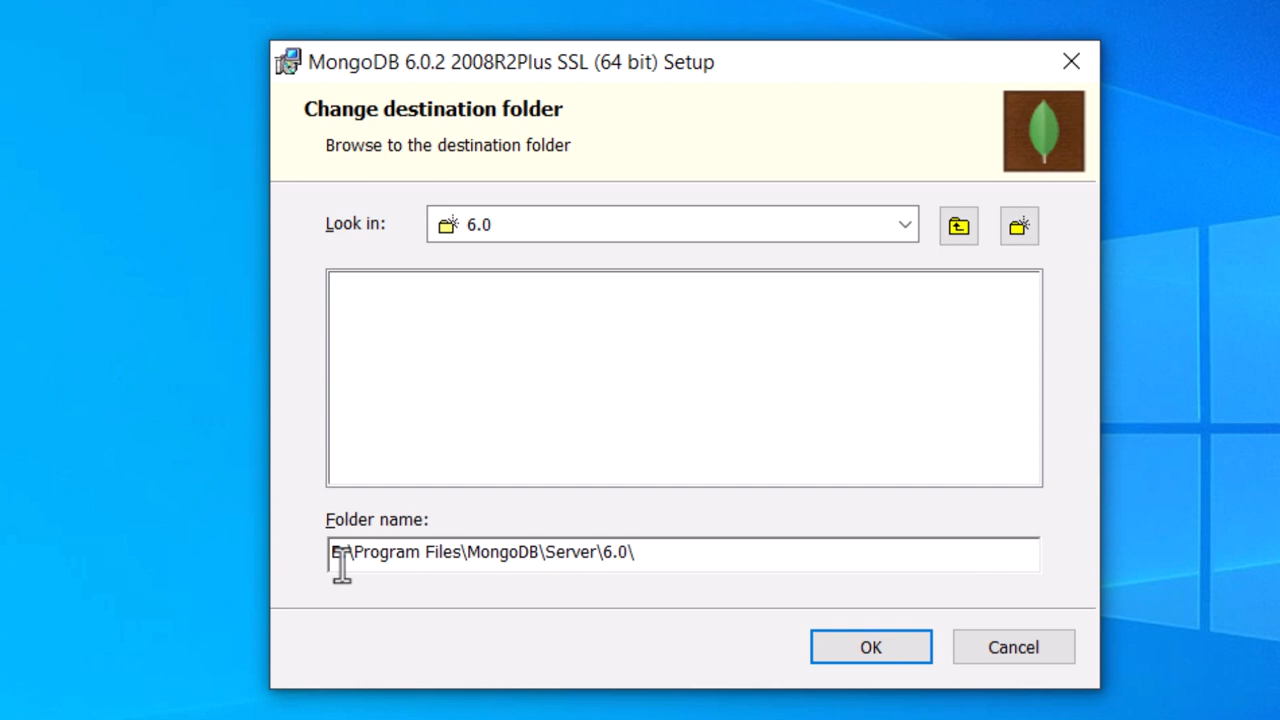 MongoDB 6.0.2 2008R2Plus SSL (64 bit) Setup
Change destination folder
Browse to the destination folder
Look in:
6.0
Folder name:
E:\Program Files\MongoDB\Server\6.0\
OK
Cancel